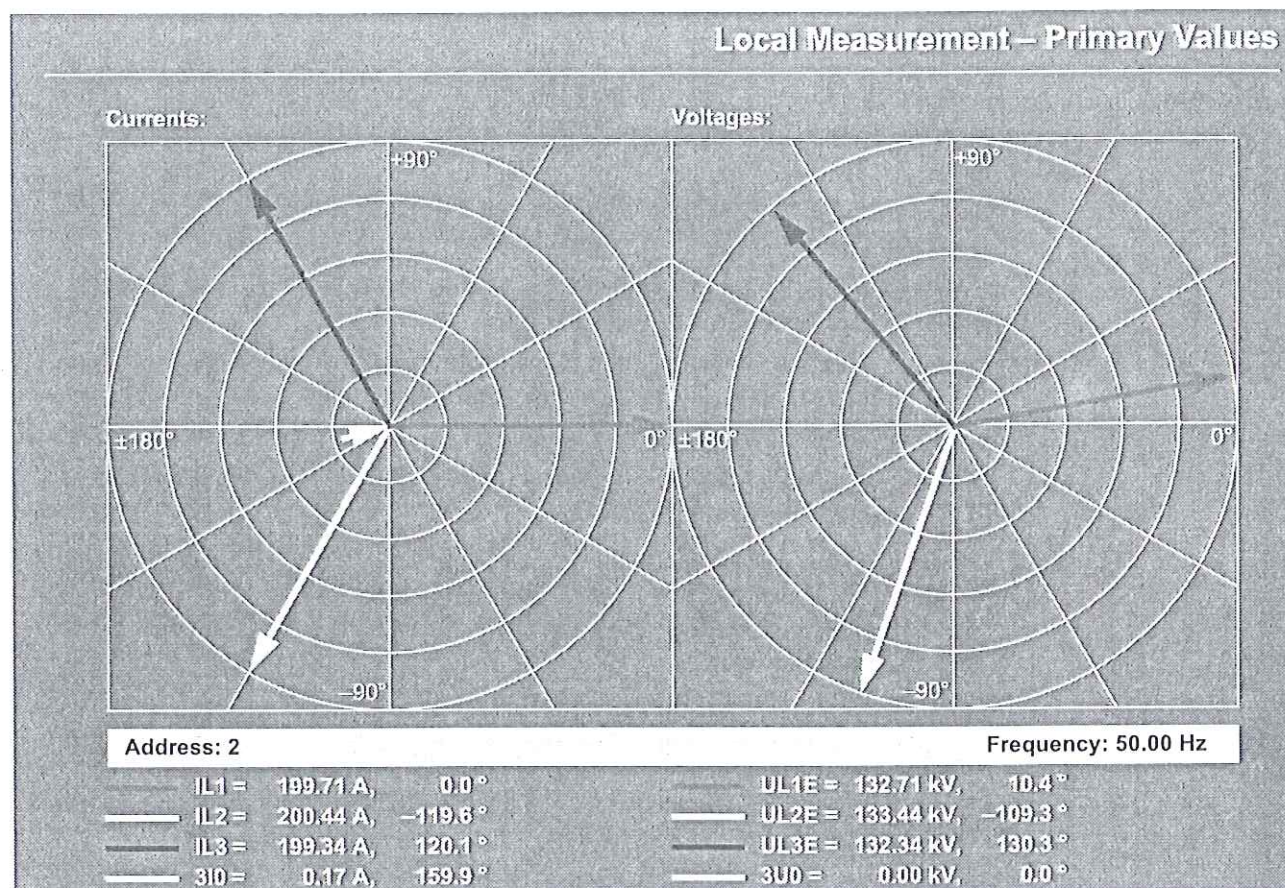 Local Measurement – Primary Values
Currents:
Voltages:
+90°
+90°
±180°
0°
±180°
0°
–90°
–90°
Address: 2 Frequency: 50.00 Hz
IL1 = 199.71 A, 0.0 ° UL1E = 132.71 kV, 10.4 °
IL2 = 200.44 A, –119.6 ° UL2E = 133.44 kV, –109.3 °
IL3 = 199.34 A, 120.1 ° UL3E = 132.34 kV, 130.3 °
3I0 = 0.17 A, 159.9 ° 3U0 = 0.00 kV, 0.0 °